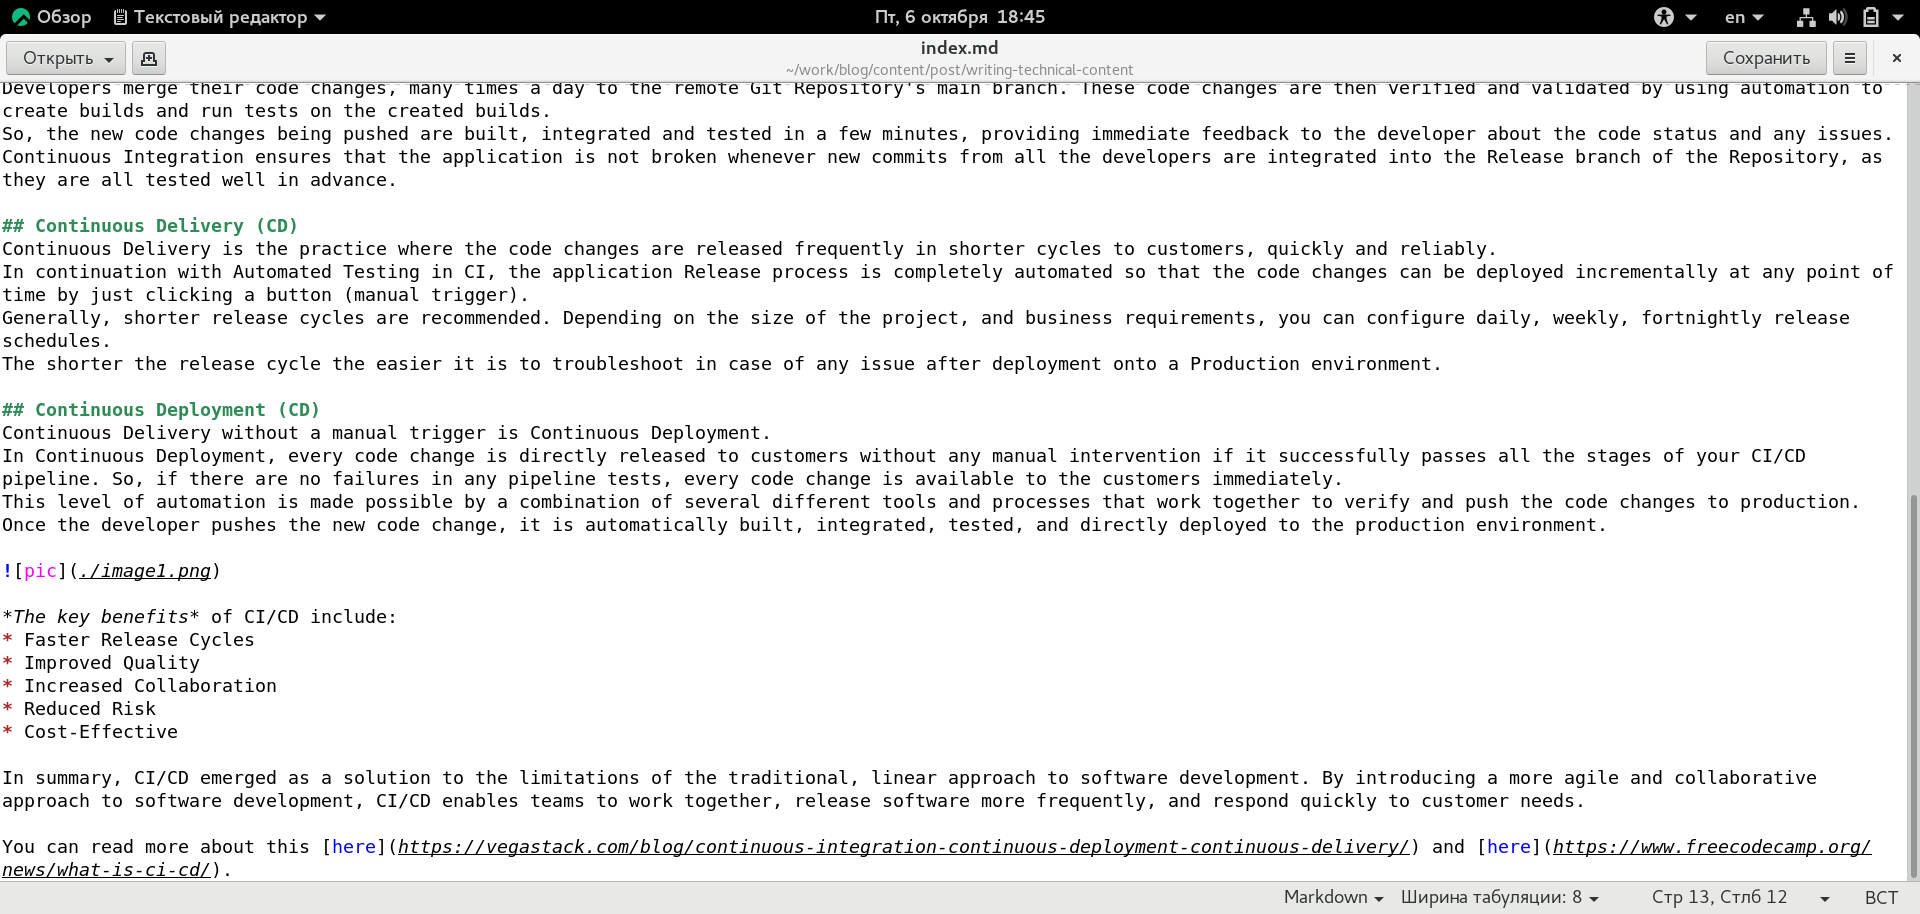 Обзор Текстовый редактор Пт, 6 октября 18:45 en
Открыть index.md Сохранить
~/work/blog/content/post/writing-technical-content
Developers merge their code changes, many times a day to the remote Git Repository's main branch. These code changes are then verified and validated by using automation to
create builds and run tests on the created builds.
So, the new code changes being pushed are built, integrated and tested in a few minutes, providing immediate feedback to the developer about the code status and any issues.
Continuous Integration ensures that the application is not broken whenever new commits from all the developers are integrated into the Release branch of the Repository, as
they are all tested well in advance.
## Continuous Delivery (CD)
Continuous Delivery is the practice where the code changes are released frequently in shorter cycles to customers, quickly and reliably.
In continuation with Automated Testing in CI, the application Release process is completely automated so that the code changes can be deployed incrementally at any point of
time by just clicking a button (manual trigger).
Generally, shorter release cycles are recommended. Depending on the size of the project, and business requirements, you can configure daily, weekly, fortnightly release
schedules.
The shorter the release cycle the easier it is to troubleshoot in case of any issue after deployment onto a Production environment.
## Continuous Deployment (CD)
Continuous Delivery without a manual trigger is Continuous Deployment.
In Continuous Deployment, every code change is directly released to customers without any manual intervention if it successfully passes all the stages of your CI/CD
pipeline. So, if there are no failures in any pipeline tests, every code change is available to the customers immediately.
This level of automation is made possible by a combination of several different tools and processes that work together to verify and push the code changes to production.
Once the developer pushes the new code change, it is automatically built, integrated, tested, and directly deployed to the production environment.
![pic](./image1.png)
*The key benefits* of CI/CD include:
* Faster Release Cycles
* Improved Quality
* Increased Collaboration
* Reduced Risk
* Cost-Effective
In summary, CI/CD emerged as a solution to the limitations of the traditional, linear approach to software development. By introducing a more agile and collaborative
approach to software development, CI/CD enables teams to work together, release software more frequently, and respond quickly to customer needs.
You can read more about this [here](https://vegastack.com/blog/continuous-integration-continuous-deployment-continuous-delivery/) and [here](https://www.freecodecamp.org/
news/what-is-ci-cd/).
Markdown Ширина табуляции: 8 Стр 13, Стлб 12 ВСТ